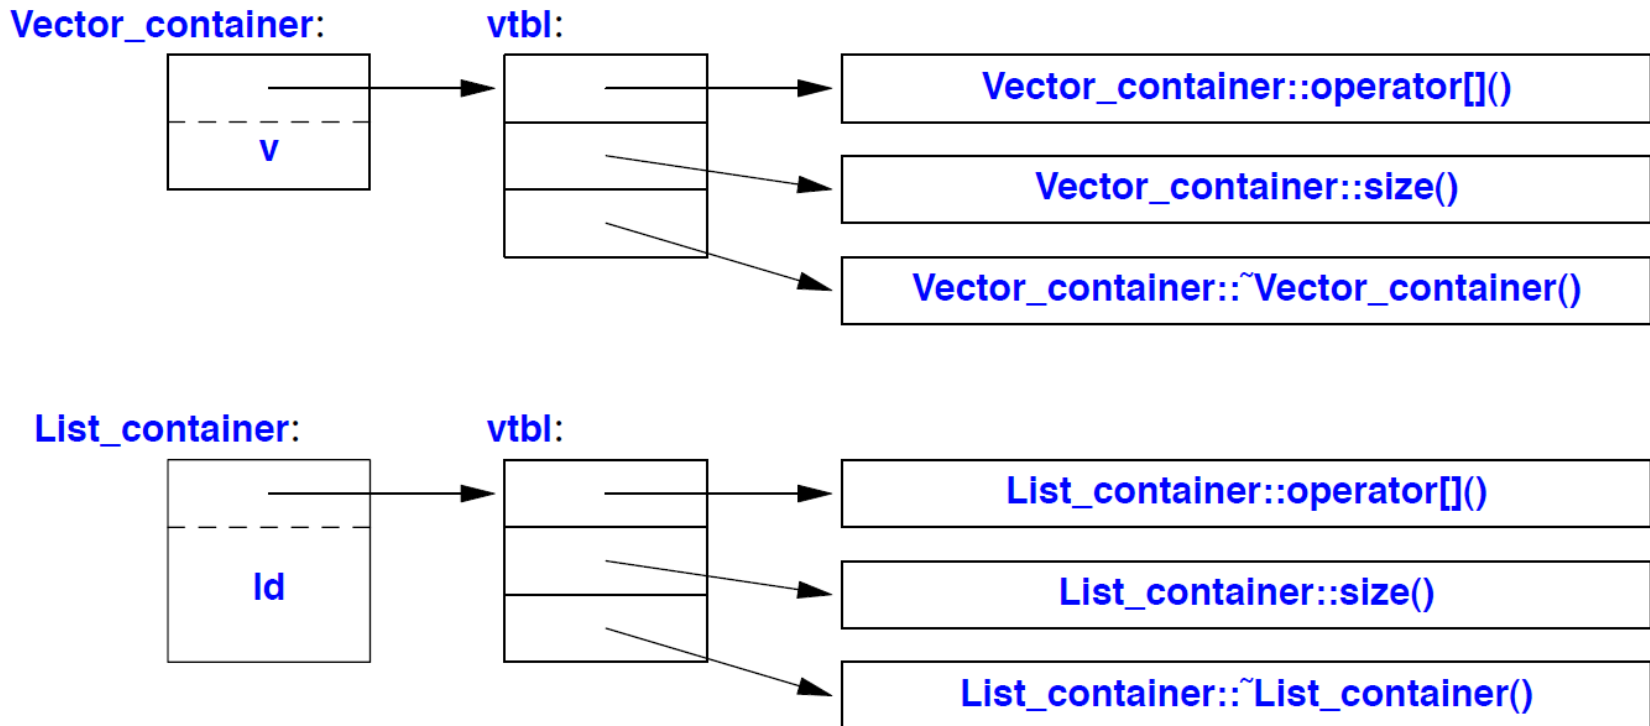 Vector_container:
vtbl:
Vector_container::operator[]()
v
Vector_container::size()
Vector_container::~Vector_container()
List_container:
vtbl:
List_container::operator[]()
ld
List_container::size()
List_container::~List_container()